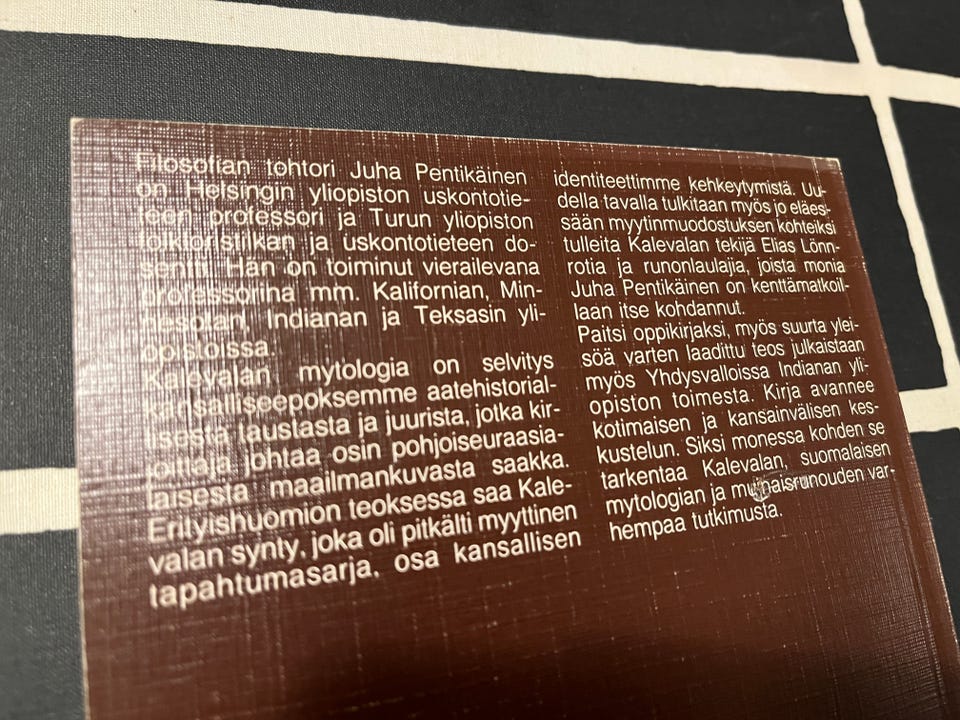 Filosofian tohtori Juha Pentikäinen
on Helsingin yliopiston uskontotie-
teen professori ja Turun yliopiston
folkloristiikan ja uskontotieteen do-
sentti. Hän on toiminut vierailevana
professorina mm. Kalifornian, Min-
nesotan, Indianan ja Teksasin yli-
opistoissa.
Kalevalan mytologia on selvitys
kansalliseepoksemme aatehistorial-
lisesta taustasta ja juurista, jotka kir-
joittaja johtaa osin pohjoiseuraasia-
laisesta maailmankuvasta saakka.
Erityishuomion teoksessa saa Kale-
valan synty, joka oli pitkälti myyttinen
tapahtumasarja, osa kansallisen
identiteettimme kehkeytymistä. Uu-
della tavalla tulkitaan myös jo eläes-
sään myytinmuodostuksen kohteiksi
tulleita Kalevalan tekijä Elias Lönn-
rotia ja runonlaulajia, joista monia
Juha Pentikäinen on kenttämatkoil-
laan itse kohdannut.
Paitsi oppikirjaksi, myös suurta ylei-
söä varten laadittu teos julkaistaan
myös Yhdysvalloissa Indianan yli-
opiston toimesta. Kirja avannee
kotimaisen ja kansainvälisen kes-
kustelun. Siksi monessa kohden se
tarkentaa Kalevalan, suomalaisen
mytologian ja muinaisrunouden var-
hempaa tutkimusta.